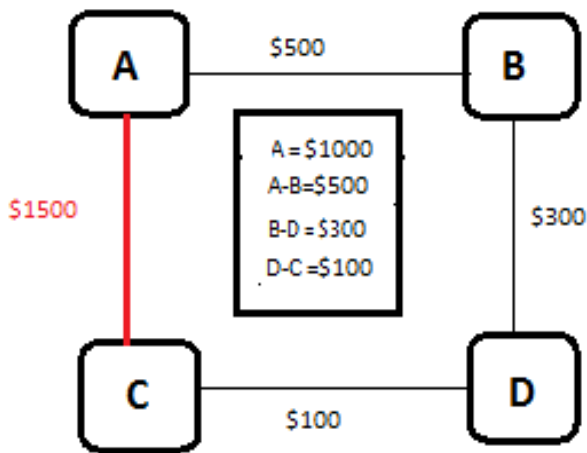 $500
A
B
A = $1000
A-B=$500
B-D = $300
D-C =$100
$1500
$300
C
D
$100